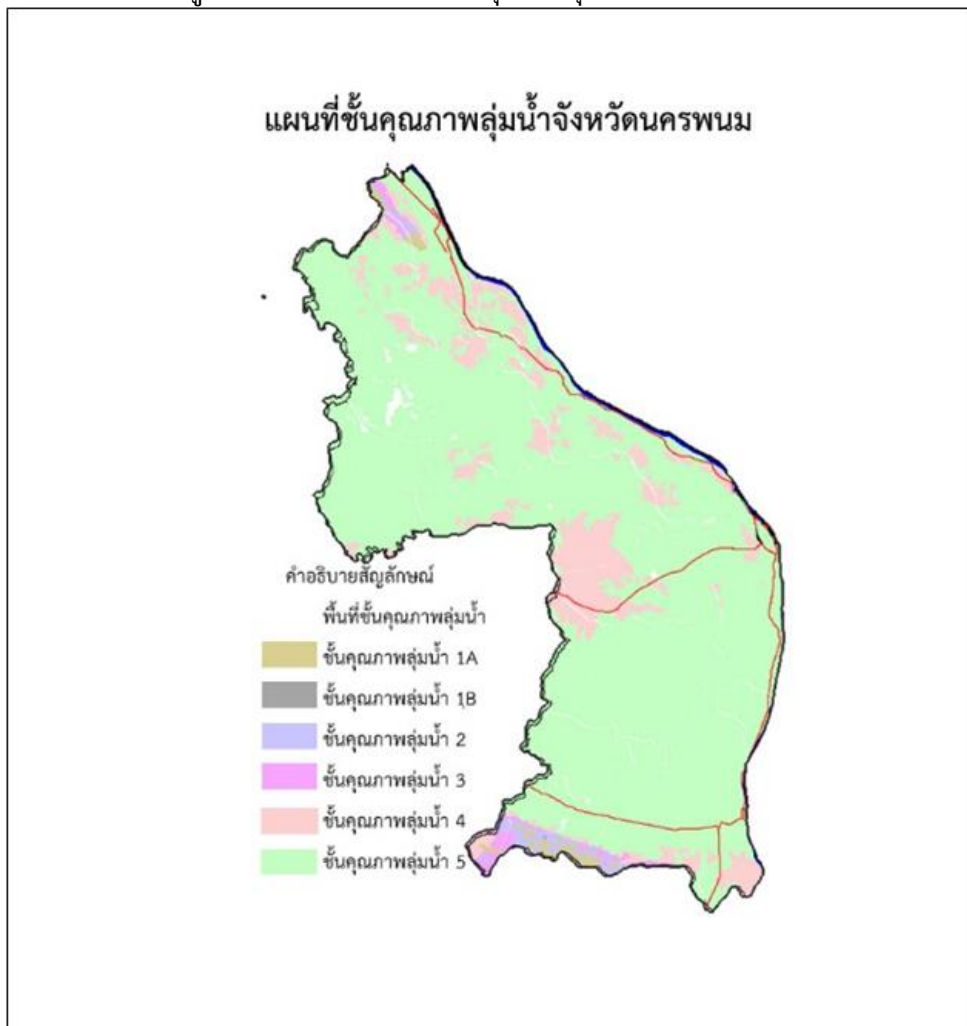 แผนที่ชั้นคุณภาพลุ่มน้ำจังหวัดนครพนม
คำอธิบายสัญลักษณ์
พื้นที่ชั้นคุณภาพลุ่มน้ำ
ชั้นคุณภาพลุ่มน้ำ 1A
ชั้นคุณภาพลุ่มน้ำ 1B
ชั้นคุณภาพลุ่มน้ำ 2
ชั้นคุณภาพลุ่มน้ำ 3
ชั้นคุณภาพลุ่มน้ำ 4
ชั้นคุณภาพลุ่มน้ำ 5